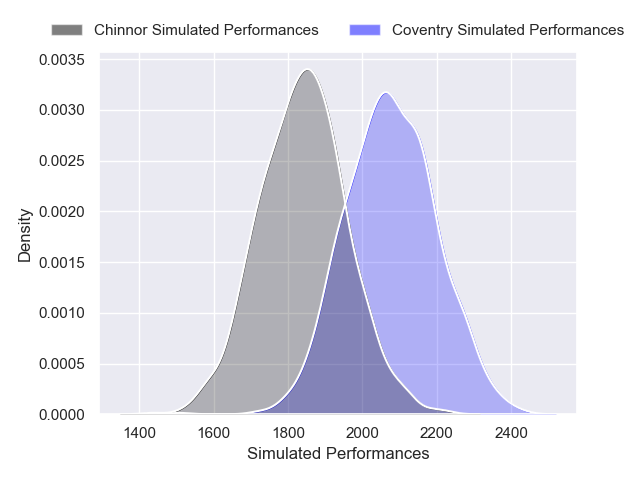 Chinnor Simulated Performances
Coventry Simulated Performances
0.0035
0.0030
0.0025
0.0020
0.0015
0.0010
0.0005
0.0000
Density
1400 1600 1800 2000 2200 2400
Simulated Performances